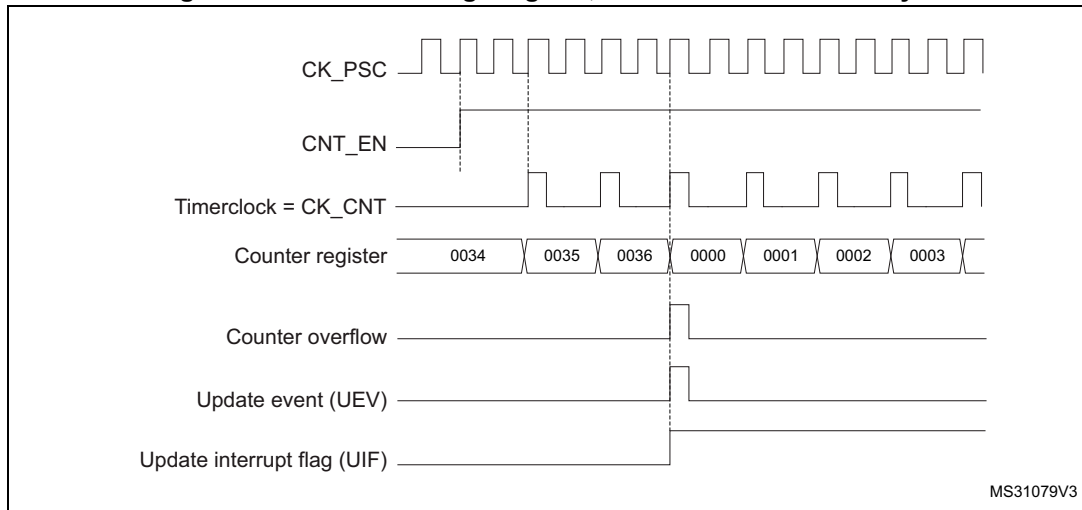 CK_PSC
CNT_EN
Timerclock = CK_CNT
Counter register 0034 0035 0036 0000 0001 0002 0003
Counter overflow
Update event (UEV)
Update interrupt flag (UIF)
MS31079V3